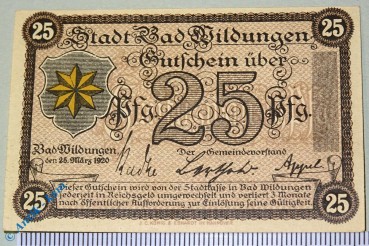 25 Stadt Bad Wildungen 25
Gutschein über
25
Pfg. Pfg.
Bad Wildungen, Der Gemeindevorstand
den 25. März 1920
Appel
Dieser Gutschein wird von der Stadtkasse in Bad Wildungen
jederzeit in Reichsgeld umgewechselt und verliert 3 Monate
nach öffentlicher Aufforderung zur Einlösung seine Gültigkeit.
25 25